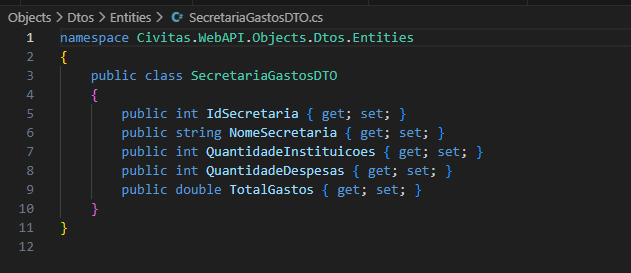 Objects > Dtos > Entities > SecretariaGastosDTO.cs
1 namespace Civitas.WebAPI.Objects.Dtos.Entities
2 {
3 public class SecretariaGastosDTO
4 {
5 public int IdSecretaria { get; set; }
6 public string NomeSecretaria { get; set; }
7 public int QuantidadeInstituicoes { get; set; }
8 public int QuantidadeDespesas { get; set; }
9 public double TotalGastos { get; set; }
10 }
11 }
12